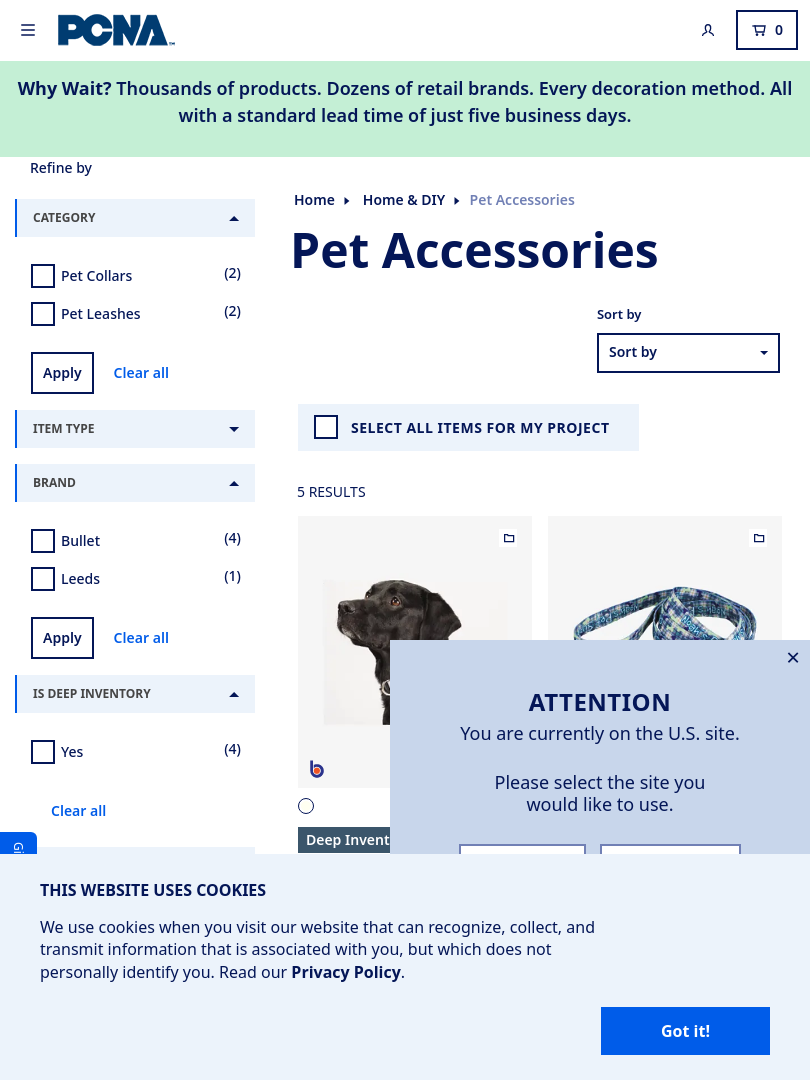 PCNA
0
Why Wait? Thousands of products. Dozens of retail brands. Every decoration method. All
with a standard lead time of just five business days.
Refine by
Home
Home & DIY
Pet Accessories
CATEGORY
Pet Accessories
Pet Collars (2)
Pet Leashes (2)
Sort by
Sort by
Apply
Clear all
ITEM TYPE
SELECT ALL ITEMS FOR MY PROJECT
BRAND
5 RESULTS
Bullet (4)
Leeds (1)
Apply
Clear all
IS DEEP INVENTORY
Yes (4)
Clear all
b
Deep Invent
ATTENTION
You are currently on the U.S. site.
Please select the site you
would like to use.
THIS WEBSITE USES COOKIES
We use cookies when you visit our website that can recognize, collect, and
transmit information that is associated with you, but which does not
personally identify you. Read our Privacy Policy.
Got it!